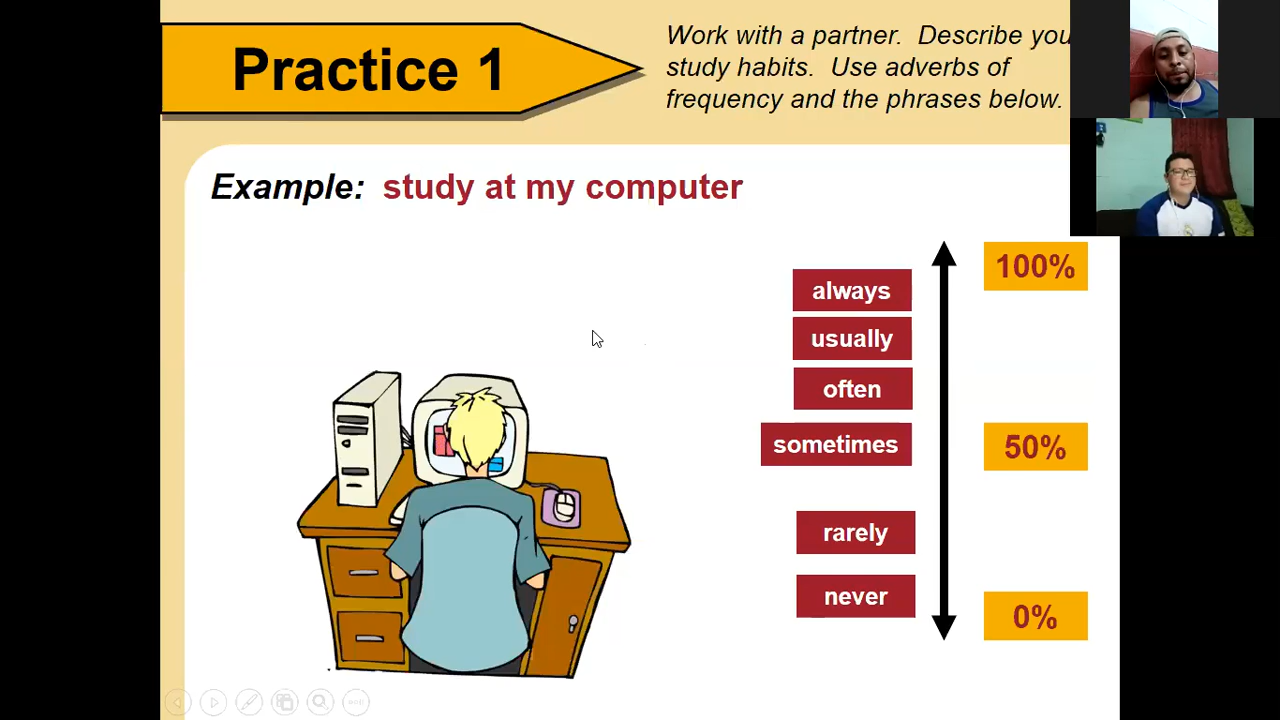 Practice 1
Work with a partner. Describe you
study habits. Use adverbs of
frequency and the phrases below.
Example: study at my computer
100%
always
usually
often
sometimes
50%
rarely
never
0%